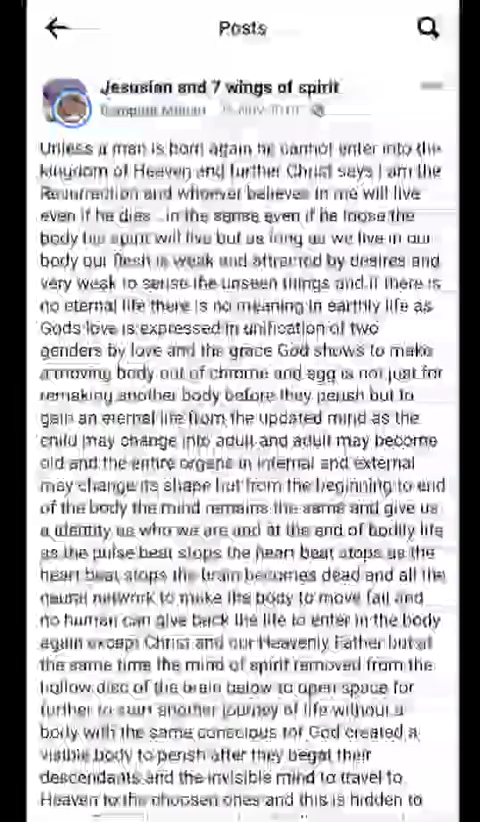 Posts
Jesusian and 7 wings of spirit
Unless a man is born again he cannot enter into the
kingdom of Heaven and further Christ says I am the
Resurrection and whoever believes in me will live
even if he dies ..in the sense even if he loose the
body his spirit will live but as long as we live in our
body our flesh is weak and attracted by desires and
very weak to sense the unseen things and if there is
no eternal life there is no meaning in earthly life as
Gods love is expressed in unification of two
genders by love and the grace God shows to make
a moving body out of chrome and egg is not just for
remaking another body before they perish but to
gain an eternal life from the updated mind as the
child may change into adult and adult may become
old and the entire organs in internal and external
may change its shape but from the beginning to end
of the body the mind remains the same and give us
a identity us who we are and at the end of bodily life
as the pulse beat stops the heart beat stops as the
heart beat stops the brain becomes dead and all the
neural network to make the body to move fail and
no human can give back the life to enter in the body
again except Christ and our Heavenly Father but at
the same time the mind of spirit removed from the
hollow disc of the brain below to open space for
further to start another journey of life without a
body with the same conscious for God created a
visible body to perish after they begot their
descendants and the invisible mind to travel to
Heaven to the choosen ones and this is hidden to